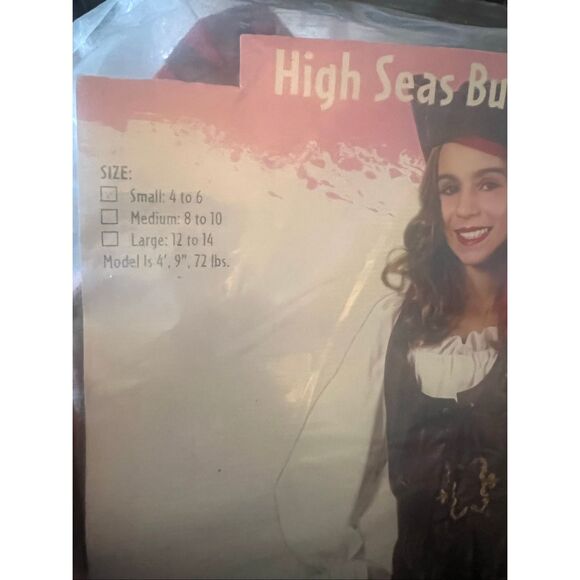 High Seas Bu
SIZE:
Small: 4 to 6
Medium: 8 to 10
Large: 12 to 14
Model Is 4', 9", 72 lbs.